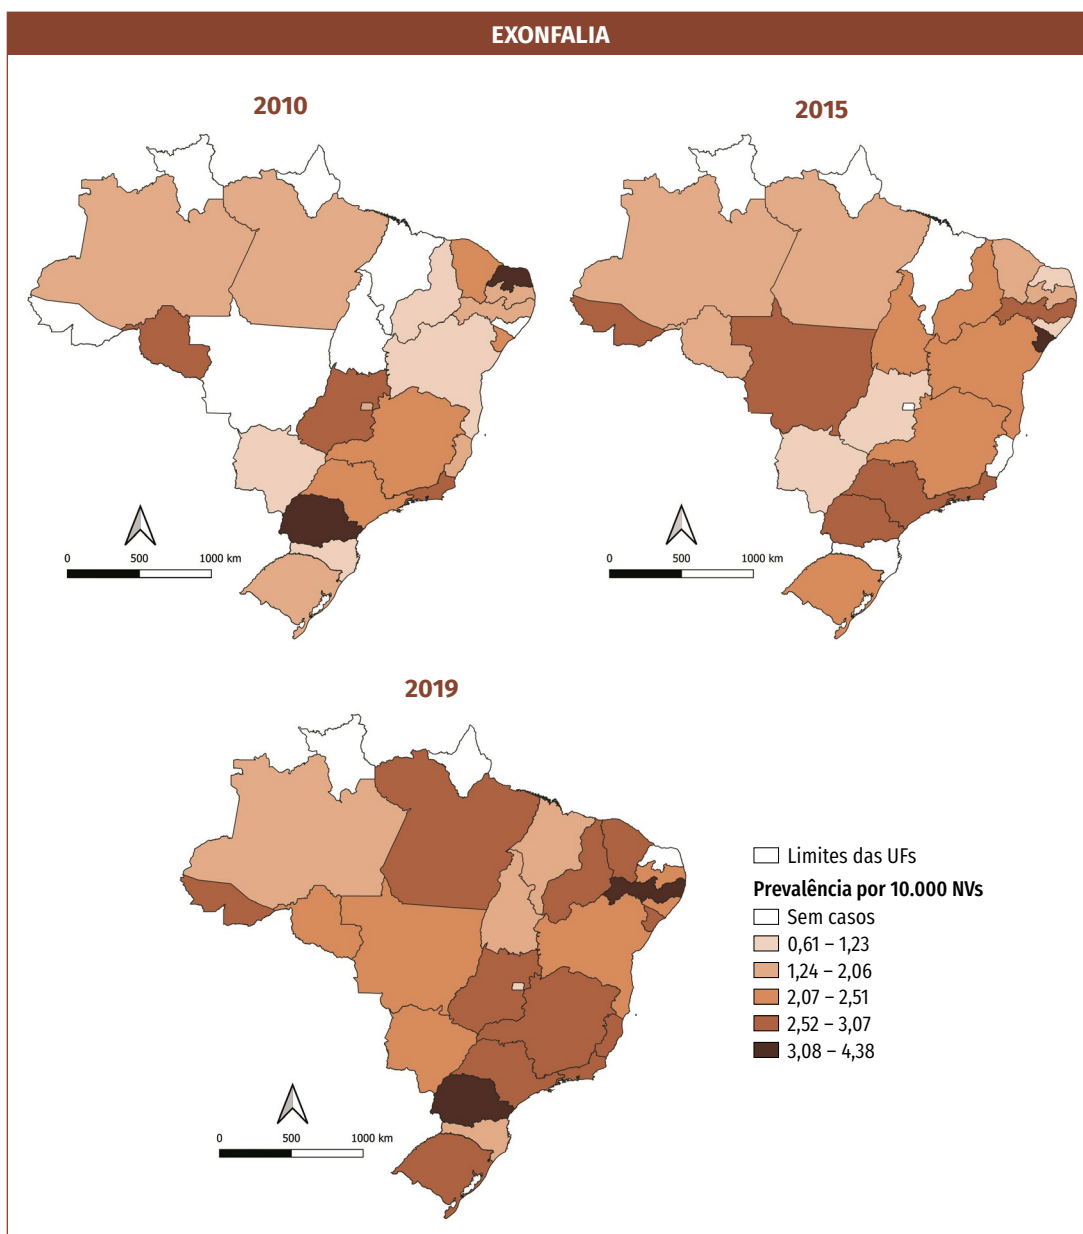 EXONFALIA
2010
2015
0 500 1000 km
0 500 1000 km
2019
0 500 1000 km
Limites das UFs
Prevalência por 10.000 NVs
Sem casos
0,61 – 1,23
1,24 – 2,06
2,07 – 2,51
2,52 – 3,07
3,08 – 4,38